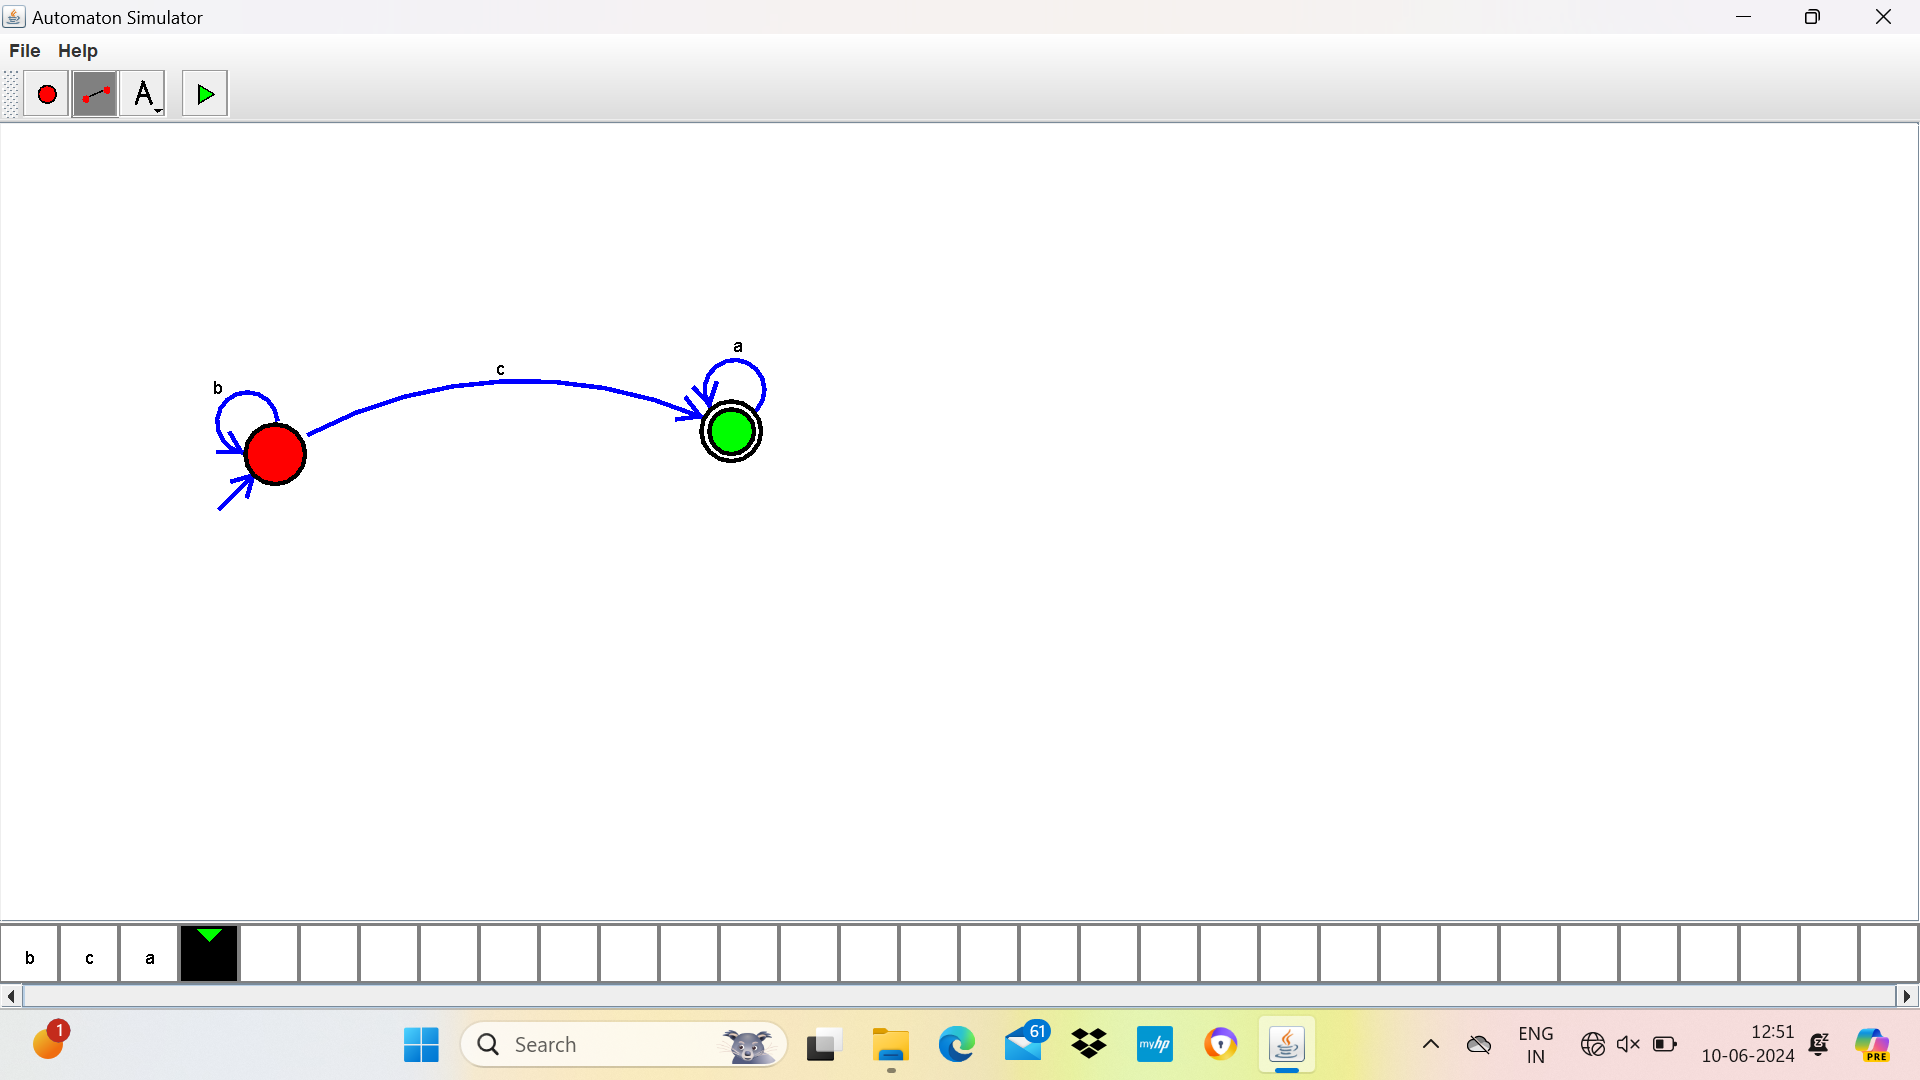 Automaton Simulator
File Help
A
a
c
b
b c a
1
Search
61
myhp
ENG
IN
12:51
10-06-2024
PRE